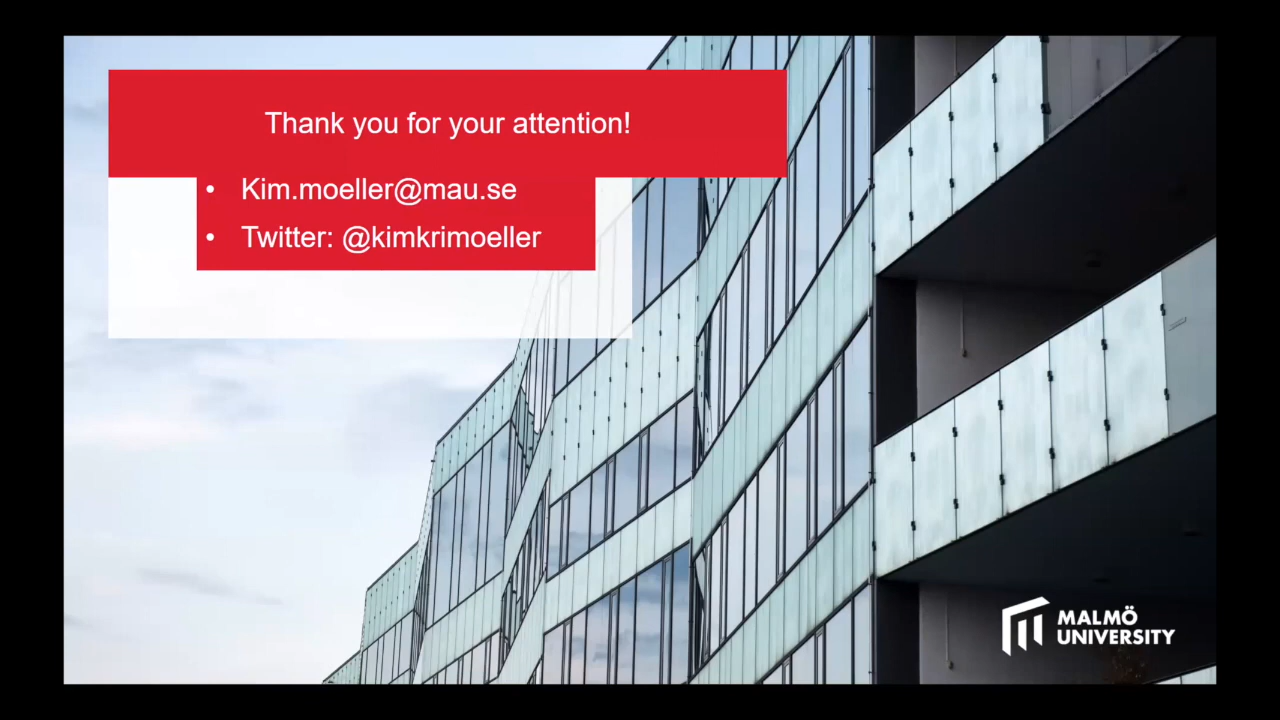 Thank you for your attention!
• Kim.moeller@mau.se
• Twitter: @kimkrimoeller
MALMÖ
UNIVERSITY